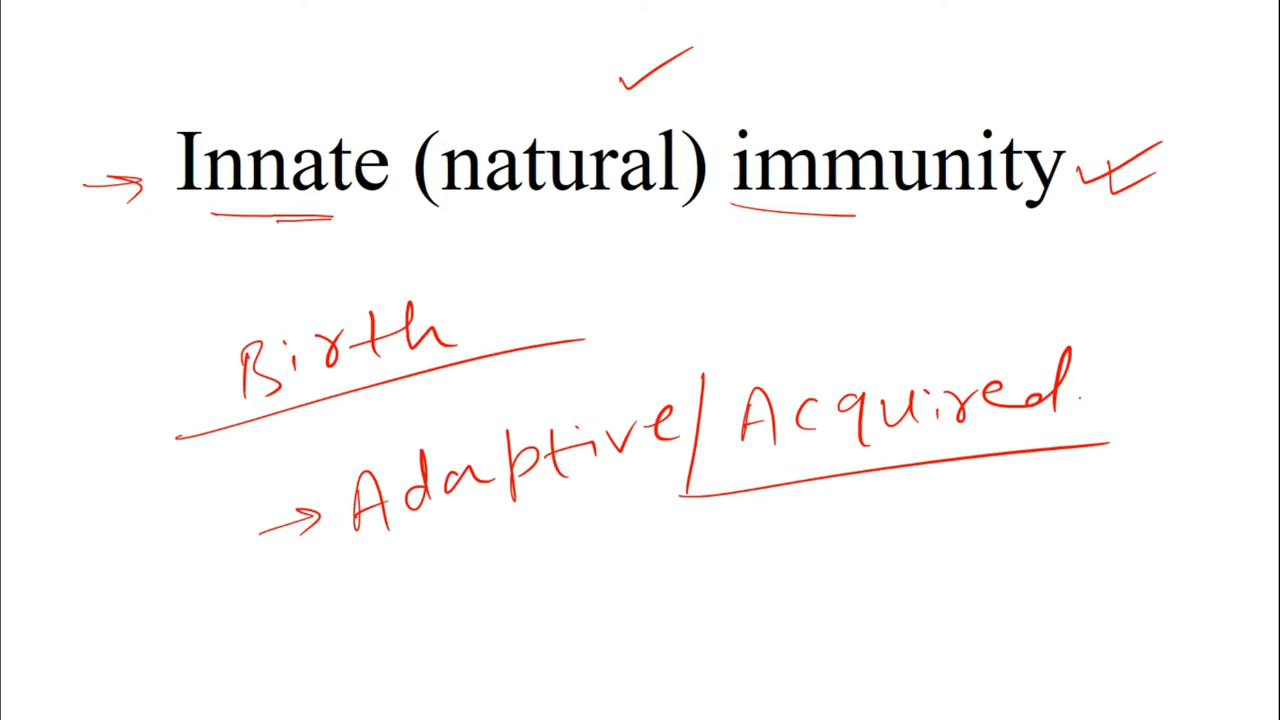 Innate (natural) immunity
Birth
→ Adaptive/Acquired.